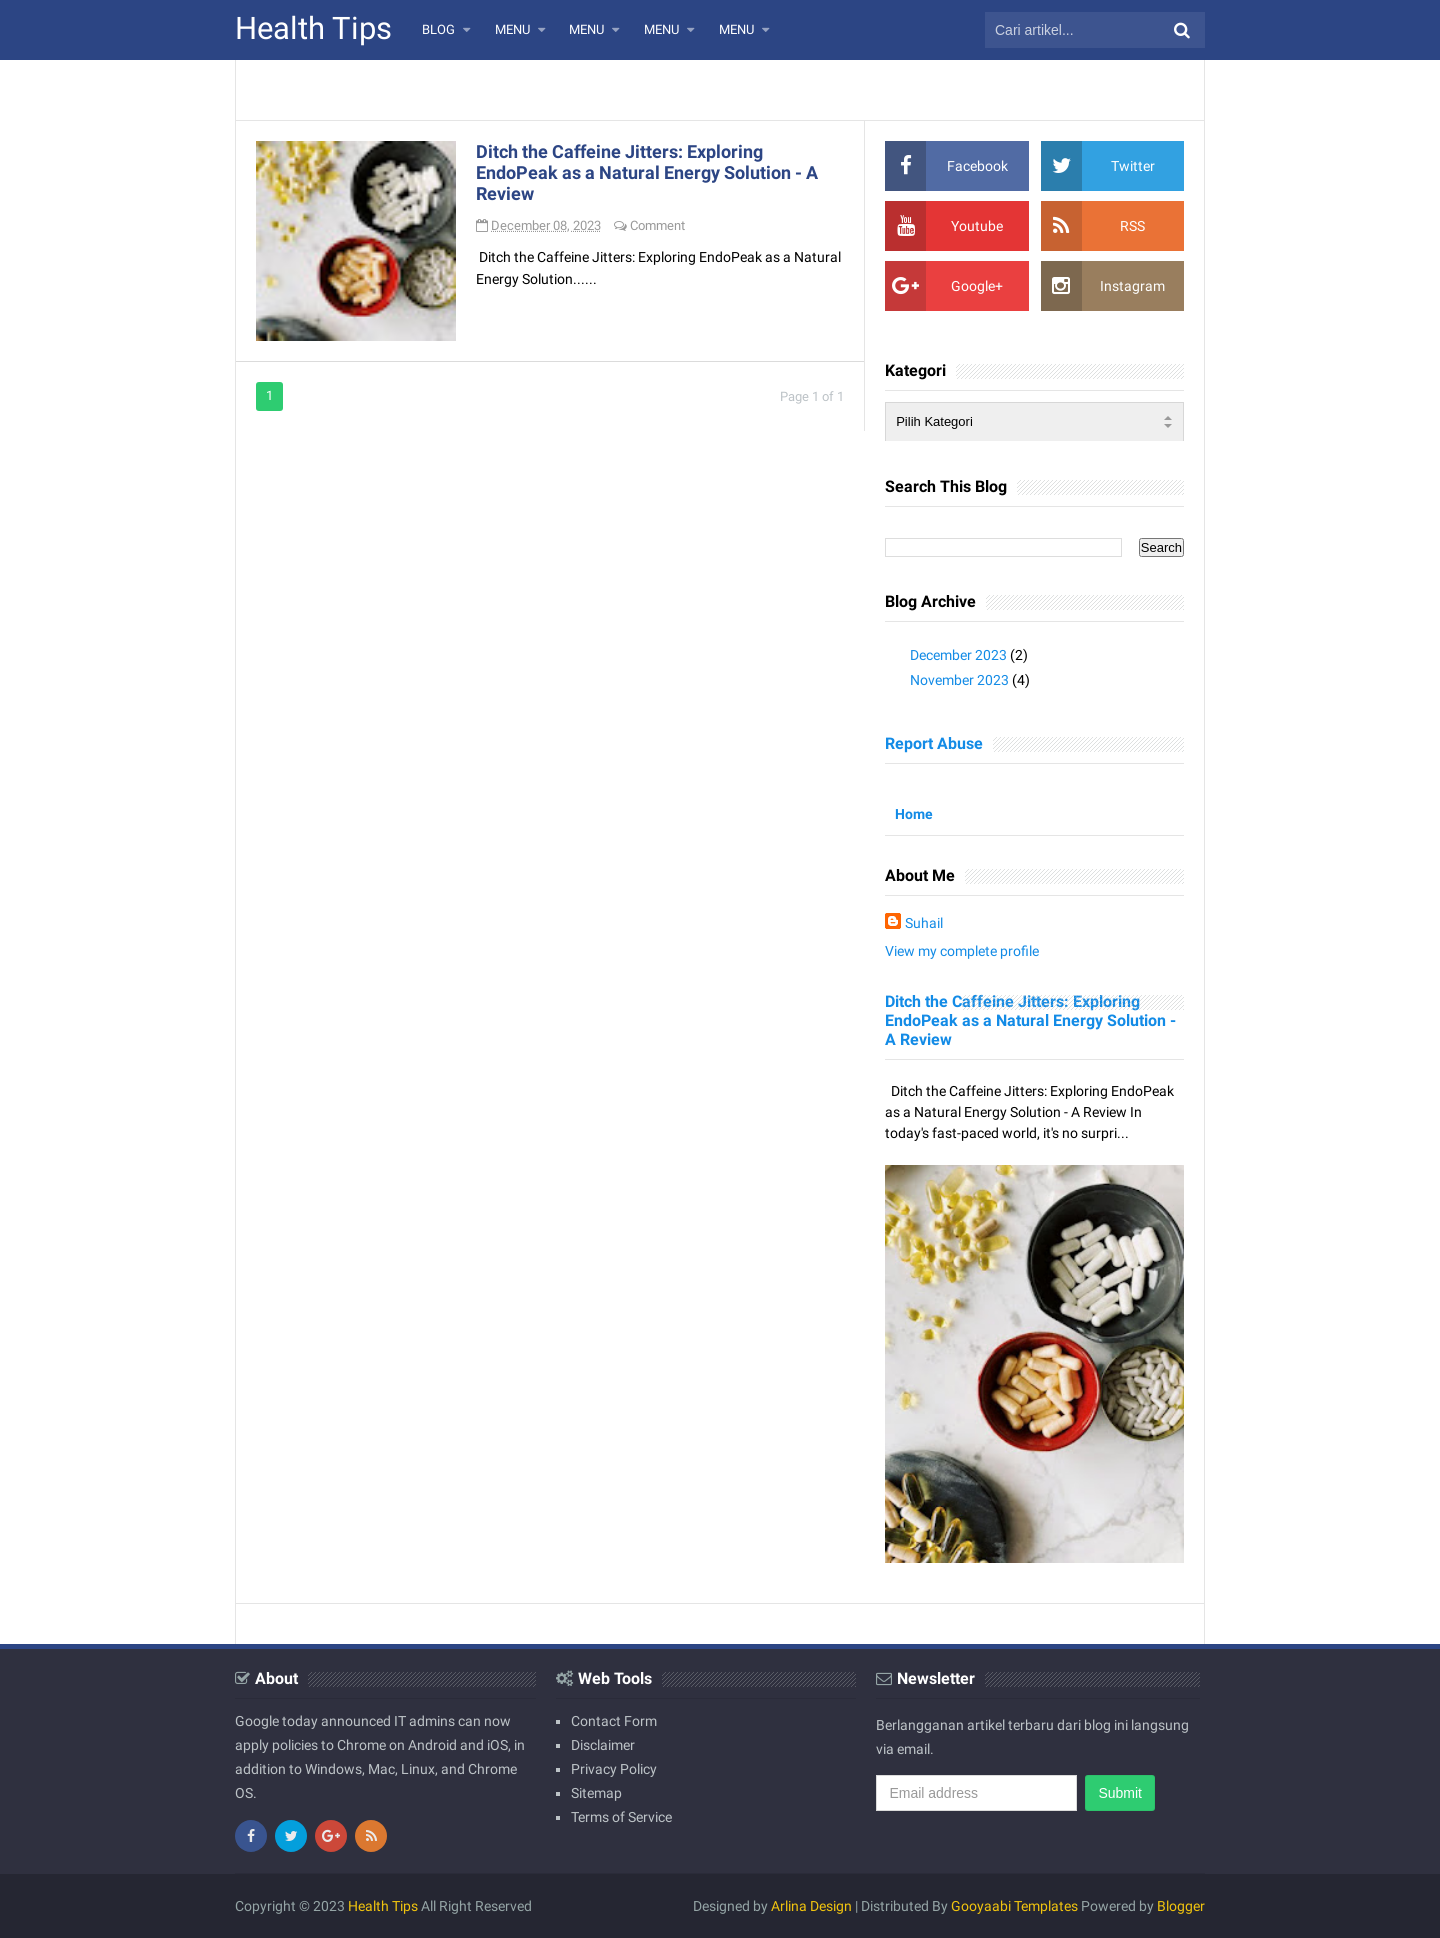 Health Tips
BLOG MENU MENU MENU MENU
Cari artikel...
Ditch the Caffeine Jitters: Exploring
EndoPeak as a Natural Energy Solution - A
Review
December 08, 2023 Comment
Ditch the Caffeine Jitters: Exploring EndoPeak as a Natural
Energy Solution......
1
Page 1 of 1
Facebook
Twitter
You Tube Youtube
RSS
Google+
Instagram
Kategori
Pilih Kategori
Search This Blog
Search
Blog Archive
December 2023 (2)
November 2023 (4)
Report Abuse
Home
About Me
Suhail
View my complete profile
Ditch the Caffeine Jitters: Exploring
EndoPeak as a Natural Energy Solution -
A Review
Ditch the Caffeine Jitters: Exploring EndoPeak
as a Natural Energy Solution - A Review In
today's fast-paced world, it's no surpri...
About
Google today announced IT admins can now
apply policies to Chrome on Android and iOS, in
addition to Windows, Mac, Linux, and Chrome
OS.
Web Tools
Contact Form
Disclaimer
Privacy Policy
Sitemap
Terms of Service
Newsletter
Berlangganan artikel terbaru dari blog ini langsung
via email.
Email address
Submit
Copyright © 2023 Health Tips All Right Reserved
Designed by Arlina Design | Distributed By Gooyaabi Templates Powered by Blogger